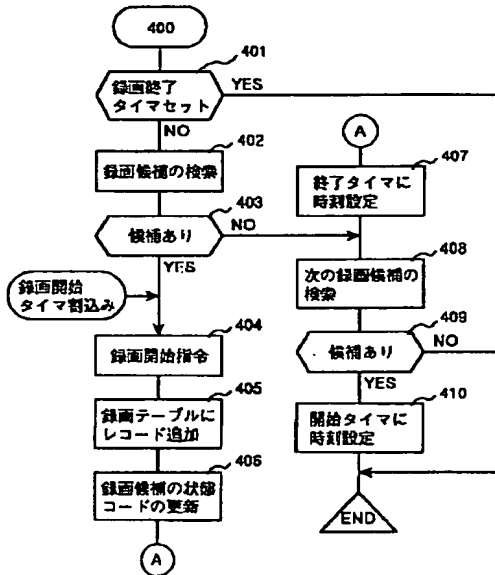 400
401
録画終了
タイマセット
YES
NO
402
録画候補の検索
403
候補あり
NO
YES
録画開始
タイマ割込み
404
録画開始指令
405
録画テーブルに
レコード追加
406
録画候補の状態
コードの更新
A
A
407
終了タイマに
時刻設定
408
次の録画候補の
検索
409
候補あり
NO
YES
410
開始タイマに
時刻設定
END